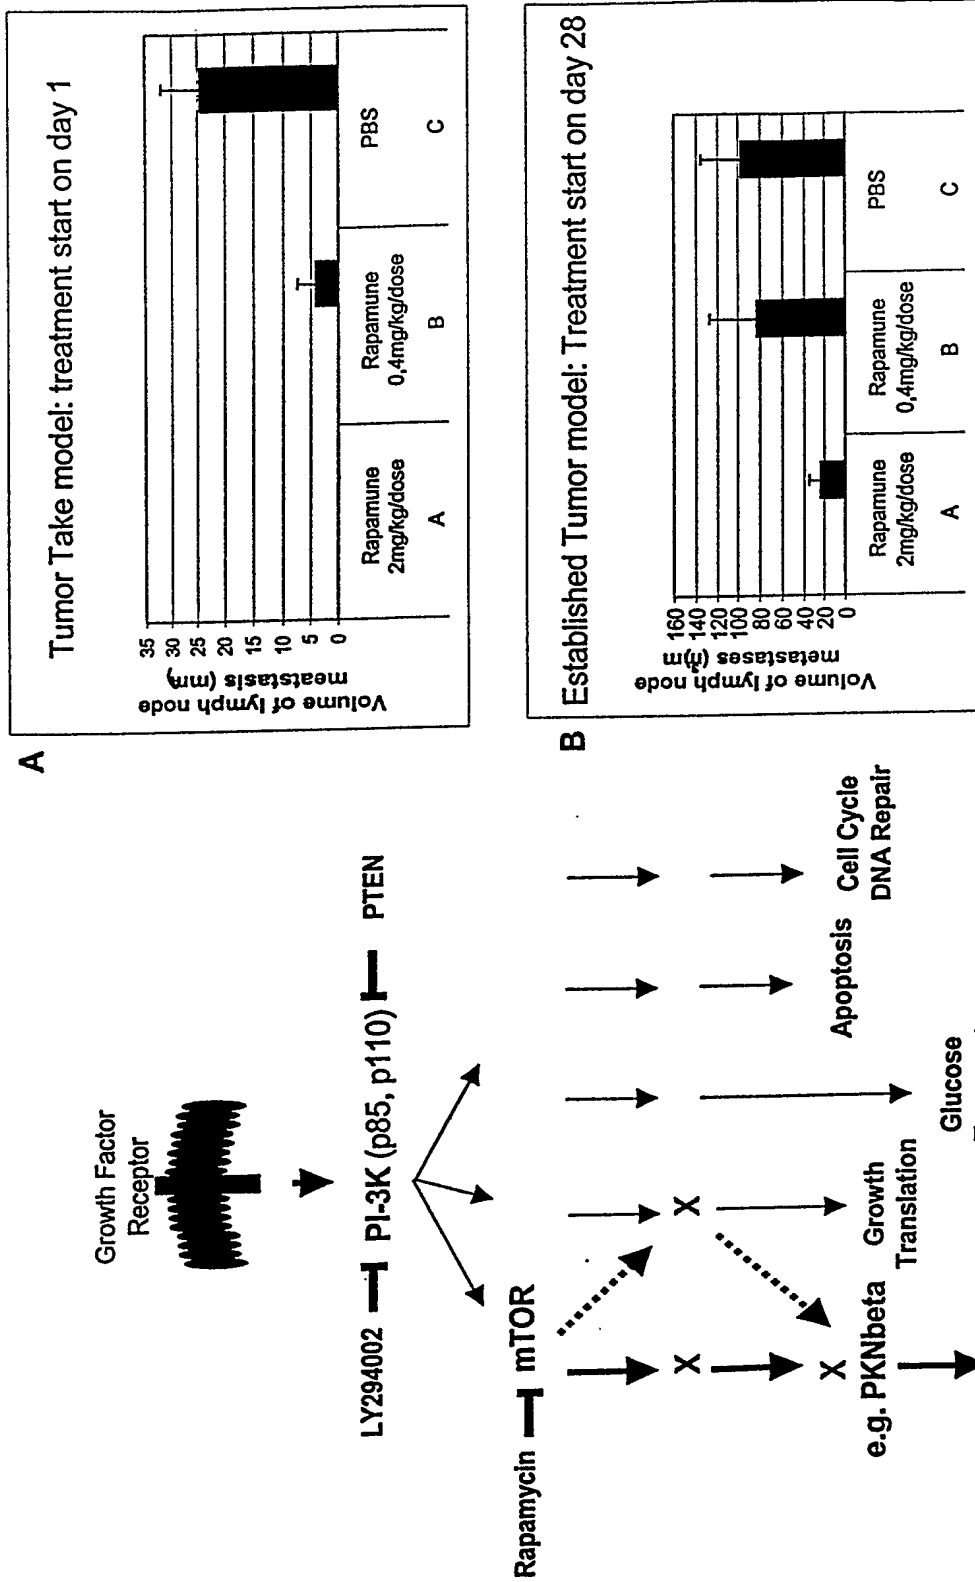 Growth Factor
Receptor
LY294002
PI-3K (p85, p110)
PTEN
Rapamycin
mTOR
X
X
X
e.g. PKNbeta
Growth
Translation
Glucose
Apoptosis
Cell Cycle
DNA Repair
A
Tumor Take model: treatment start on day 1
Volume of lymph node
meatstasis (mm
35
30
25
20
15
10
5
0
Rapamune
2mg/kg/dose
A
Rapamune
0,4mg/kg/dose
B
PBS
C
B
Established Tumor model: Treatment start on day 28
Volume of lymph node
metastases
160
140
120
100
80
60
40
20
0
Rapamune
2mg/kg/dose
A
Rapamune
0,4mg/kg/dose
B
PBS
C